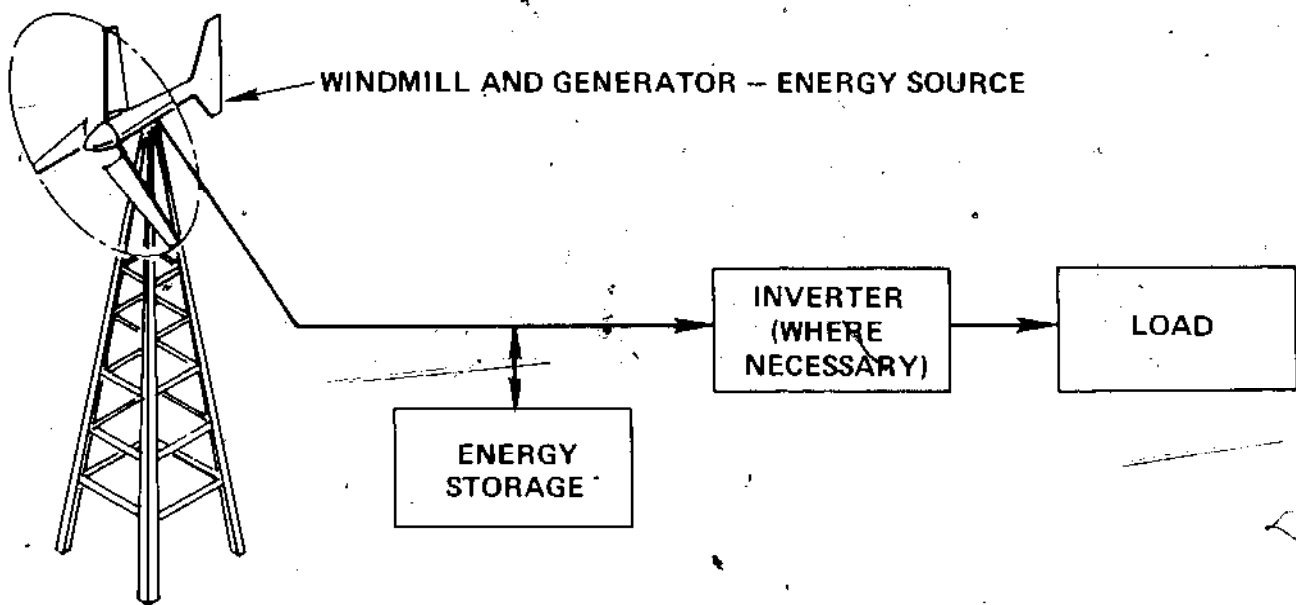 WINDMILL AND GENERATOR – ENERGY SOURCE
INVERTER
(WHERE
NECESSARY)
LOAD
ENERGY
STORAGE